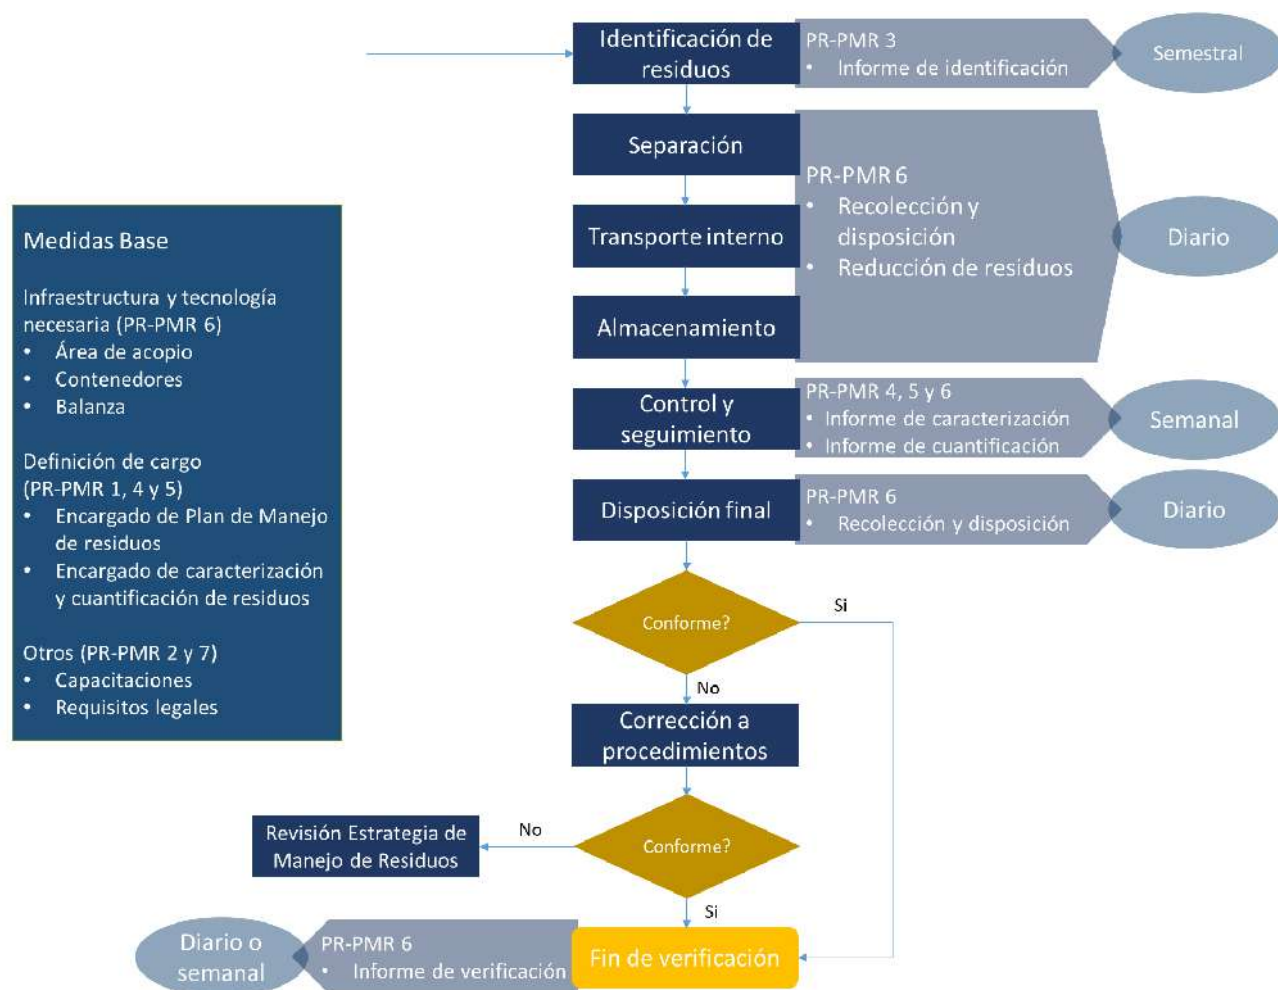 Identificación de
residuos
PR-PMR 3
• Informe de identificación
Semestral
Separación
Transporte interno
Almacenamiento
PR-PMR 6
• Recolección y
disposición
• Reducción de residuos
Diario
Medidas Base
Infraestructura y tecnología
necesaria (PR-PMR 6)
• Área de acopio
• Contenedores
• Balanza
Definición de cargo
(PR-PMR 1, 4 y 5)
• Encargado de Plan de Manejo
de residuos
• Encargado de caracterización
y cuantificación de residuos
Otros (PR-PMR 2 y 7)
• Capacitaciones
• Requisitos legales
Control y
seguimiento
PR-PMR 4, 5 y 6
• Informe de caracterización
• Informe de cuantificación
Semanal
Disposición final
PR-PMR 6
• Recolección y disposición
Diario
Conforme?
Si
No
Corrección a
procedimientos
Conforme?
No
Revisión Estrategia de
Manejo de Residuos
Si
Fin de verificación
PR-PMR 6
• Informe de verificación
Diario o
semanal